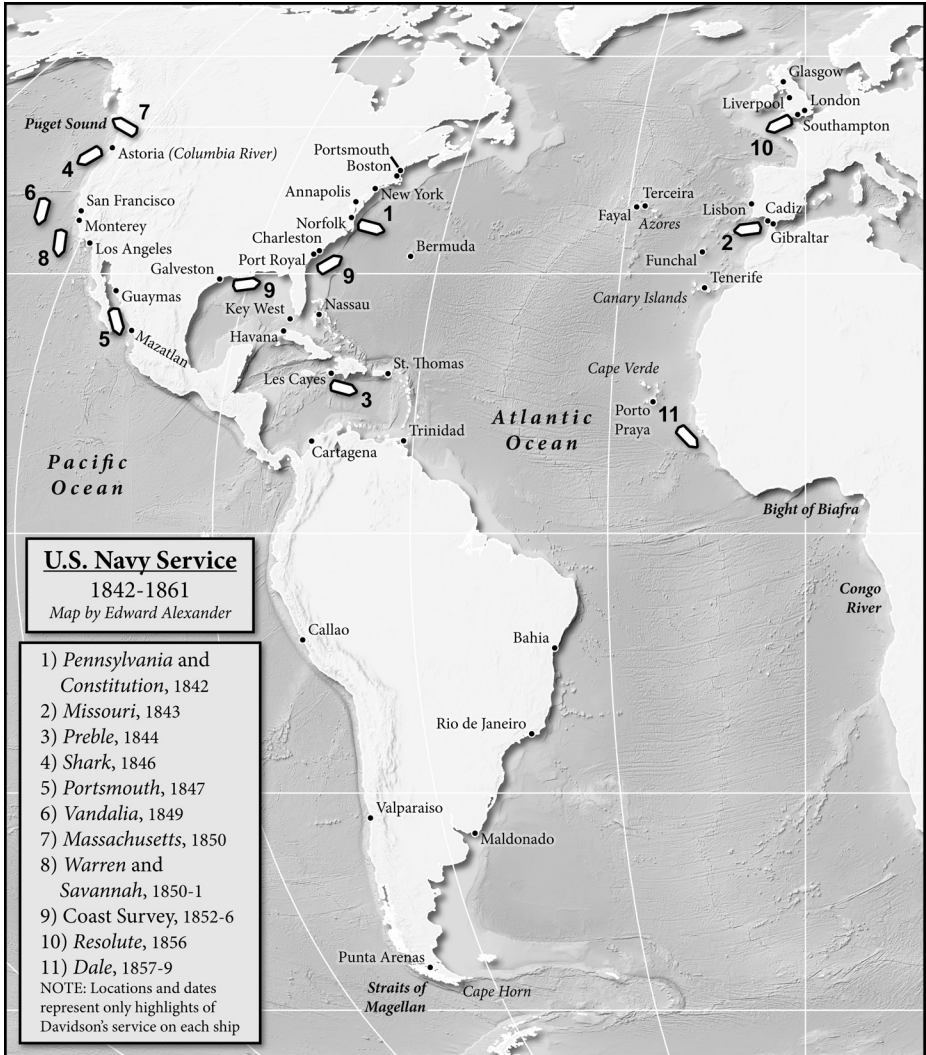 Glasgow
Liverpool
London
Southampton
10
7
Puget Sound
4
Astoria (Columbia River)
Portsmouth
Boston
Annapolis
New York
1
Norfolk
6
San Francisco
Monterey
8
Los Angeles
Charleston
Port Royal
9
Bermuda
Terceira
Fayal
Azores
Lisbon
Cadiz
2
Gibraltar
Funchal
Tenerife
Canary Islands
Galveston
9
Guaymas
Key West
Nassau
Havana
5
Mazatlan
St. Thomas
Les Cayes
3
Cape Verde
Porto
Praya
11
Atlantic
Ocean
Trinidad
Cartagena
Pacific
Ocean
Bight of Biafra
Congo
River
U.S. Navy Service
1842-1861
Map by Edward Alexander
Callao
Bahia
Rio de Janeiro
Valparaiso
Maldonado
Punta Arenas
Straits of
Magellan
Cape Horn
1) Pennsylvania and
Constitution, 1842
2) Missouri, 1843
3) Preble, 1844
4) Shark, 1846
5) Portsmouth, 1847
6) Vandalia, 1849
7) Massachusetts, 1850
8) Warren and
Savannah, 1850-1
9) Coast Survey, 1852-6
10) Resolute, 1856
11) Dale, 1857-9
NOTE: Locations and dates
represent only highlights of
Davidson's service on each ship